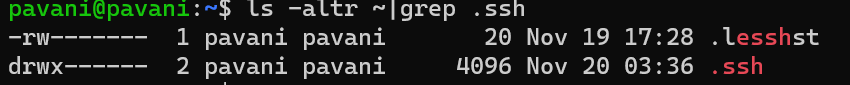 pavani@pavani:~$ ls -altr ~|grep .ssh
-rw------- 1 pavani pavani 20 Nov 19 17:28 .lesshst
drwx------ 2 pavani pavani 4096 Nov 20 03:36 .ssh